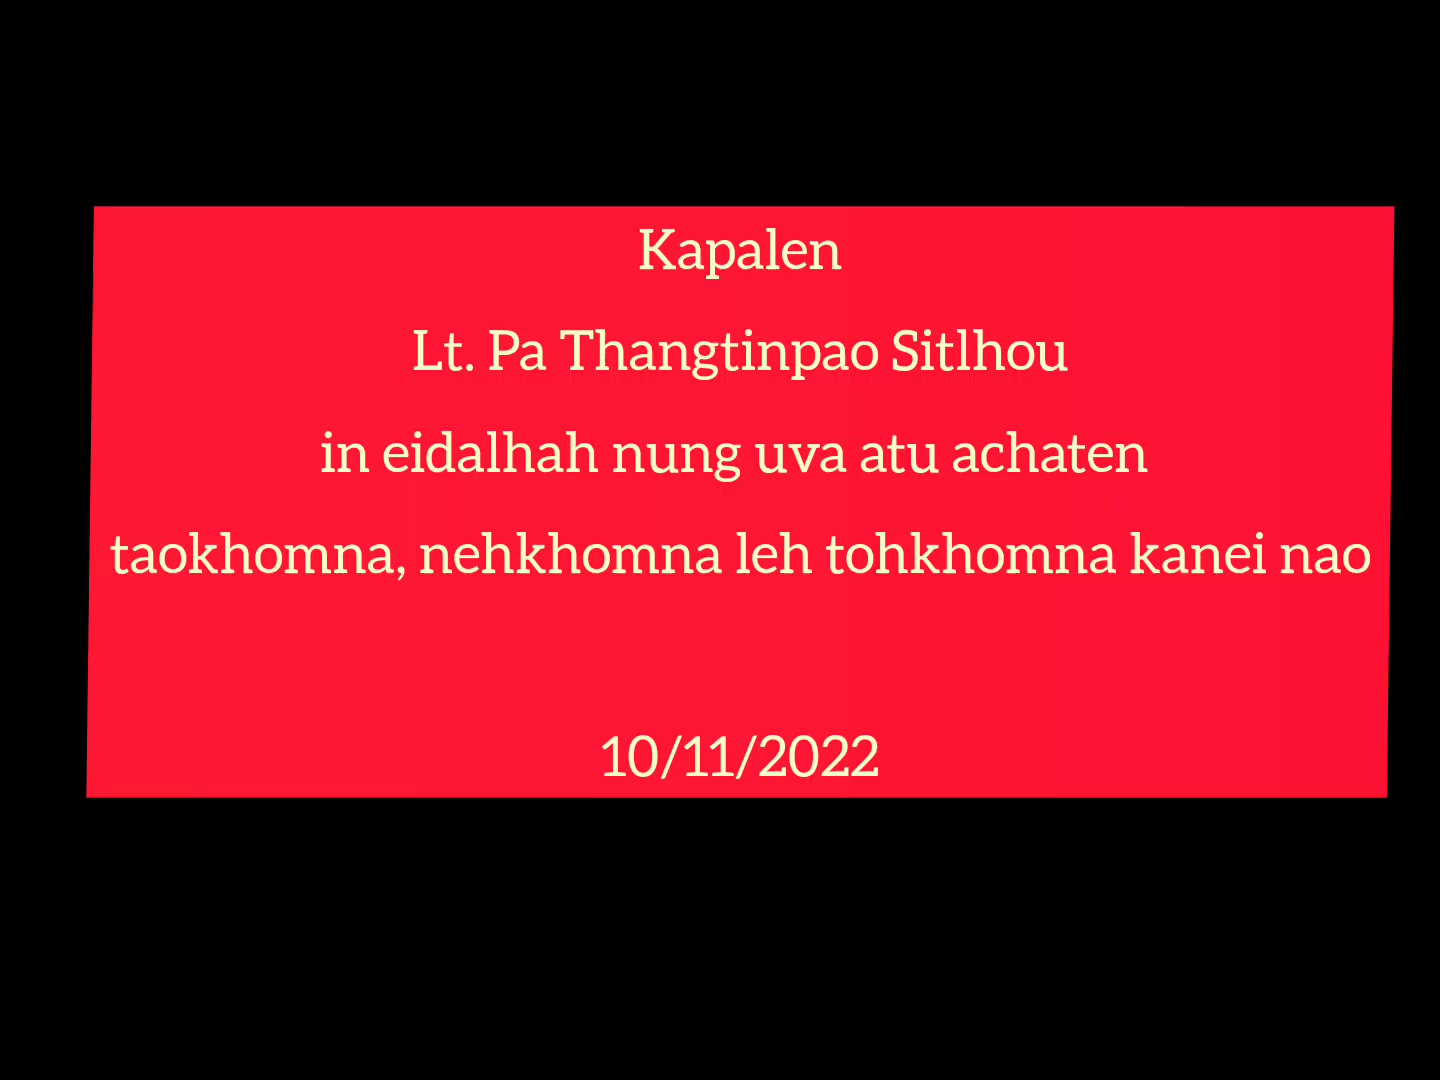 Kapalen
Lt. Pa Thangtinpao Sitlhou
in eidalhah nung uva atu achaten
taokhomna, nehkhomna leh tohkhomna kanei nao
10/11/2022